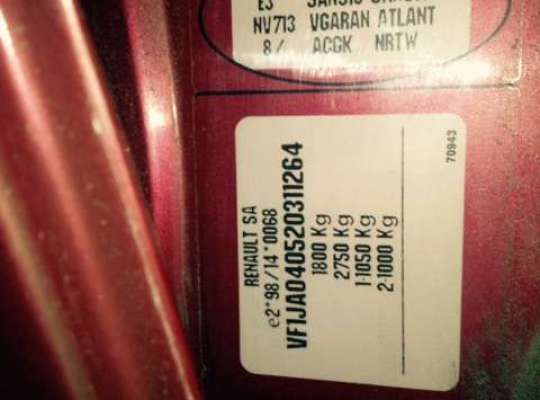 NV713 VGARAN ATLANT
8/ ACGK NRTW
RENAULT SA
e2*98/14*0068
VF1JA040520311264
1800 Kg
2750 Kg
1-1050 Kg
2-1000 Kg
70943